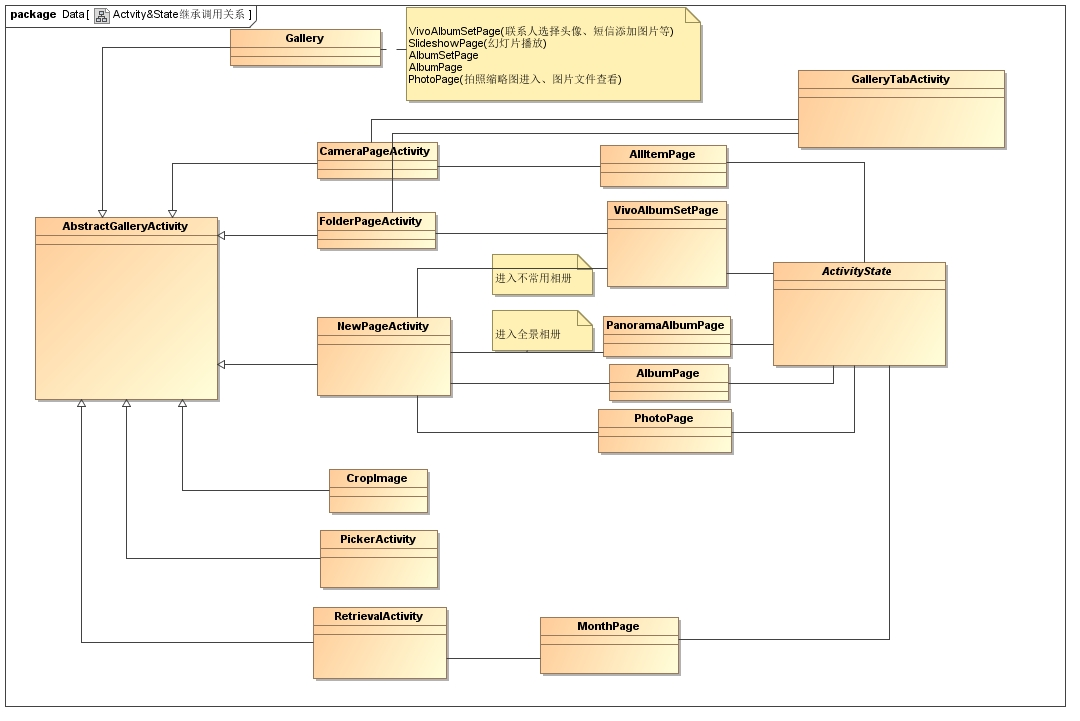 package Data [ Actvity&State继承调用关系 ]
Gallery
VivoAlbumSetPage(联系人选择头像、短信添加图片等)
SlideshowPage(幻灯片播放)
AlbumSetPage
AlbumPage
PhotoPage(拍照缩略图进入、图片文件查看)
GalleryTabActivity
CameraPageActivity
AllItemPage
AbstractGalleryActivity
FolderPageActivity
VivoAlbumSetPage
进入不常用相册
ActivityState
NewPageActivity
进入全景相册
PanoramaAlbumPage
AlbumPage
PhotoPage
CropImage
PickerActivity
RetrievalActivity
MonthPage